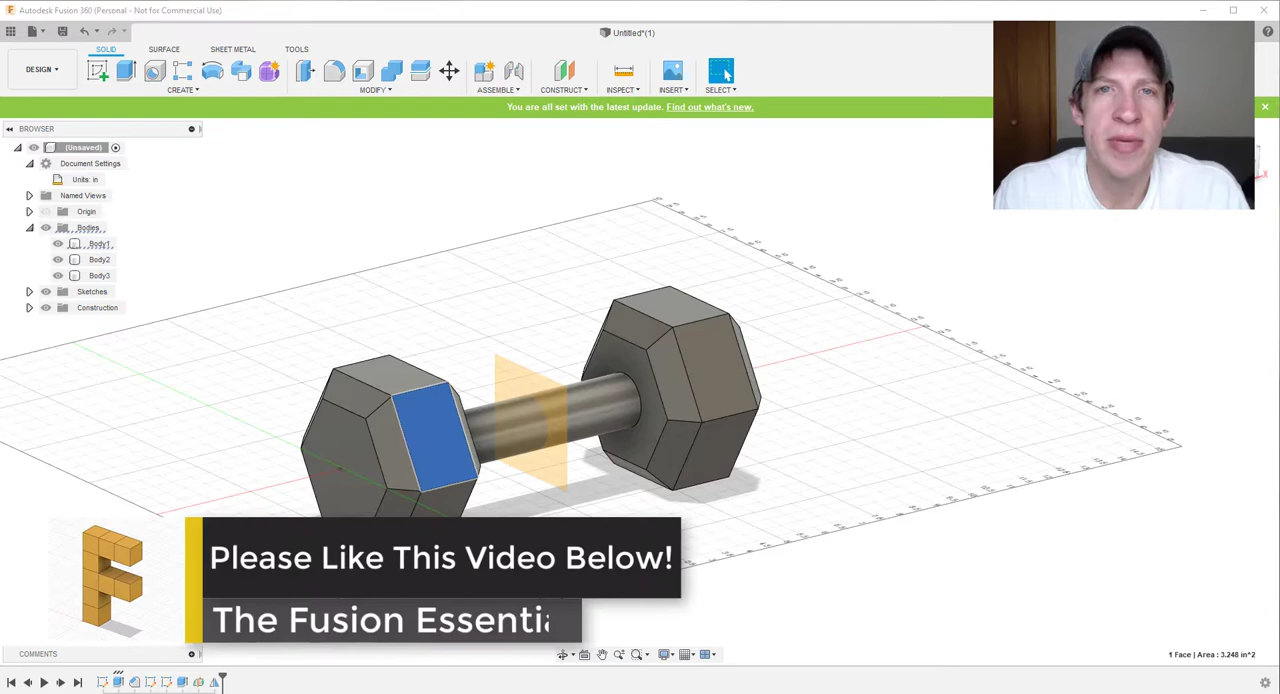 Autodesk Fusion 360 (Personal - Not for Commercial Use)
Untitled*(1)
SOLID SURFACE SHEET METAL TOOLS
DESIGN
CREATE MODIFY ASSEMBLE CONSTRUCT INSPECT INSERT SELECT
You are all set with the latest update. Find out what's new.
BROWSER
(Unsaved)
Document Settings
Units: in
Named Views
Origin
Bodies
Body1
Body2
Body3
Sketches
Construction
Please Like This Video Below!
The Fusion Essentia
COMMENTS
1 Face | Area : 3.248 in^2